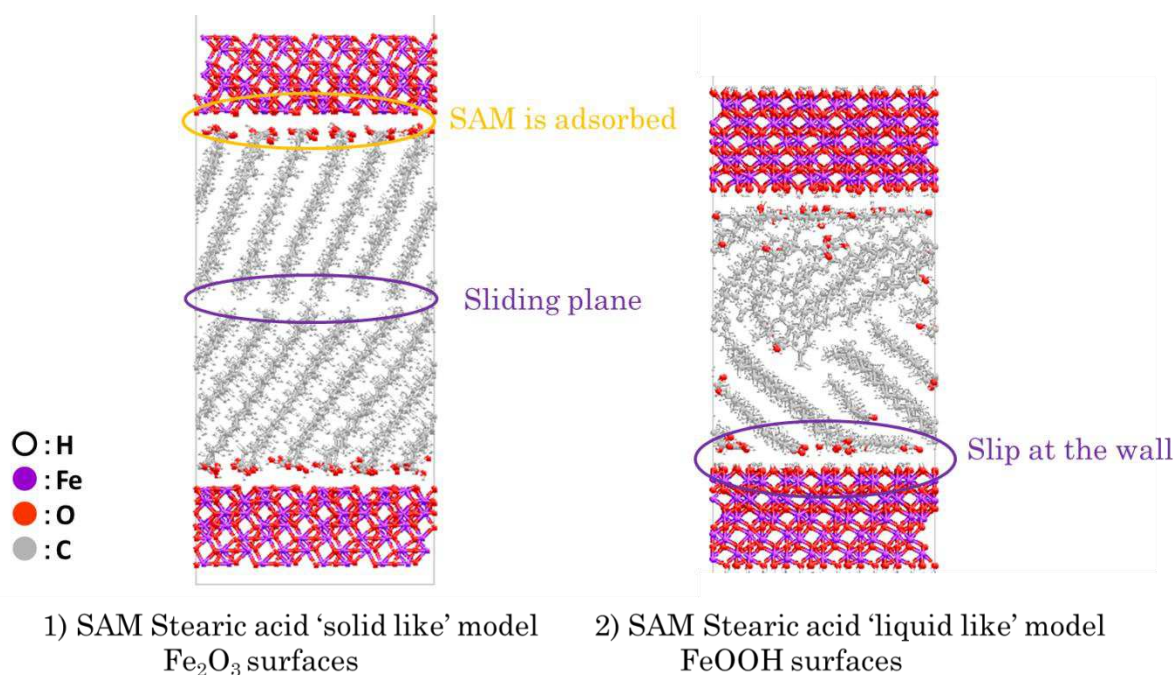 SAM is adsorbed
Sliding plane
Slip at the wall
: H
: Fe
: O
: C
1) SAM Stearic acid ‘solid like’ model
Fe₂O₃ surfaces
2) SAM Stearic acid ‘liquid like’ model
FeOOH surfaces